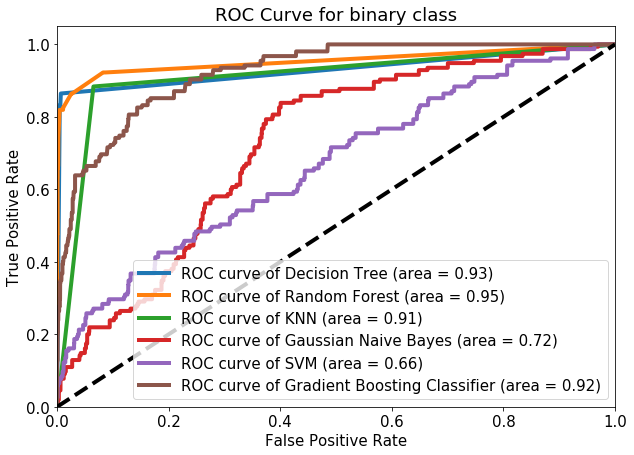 ROC Curve for binary class
True Positive Rate
1.0
0.8
0.6
0.4
0.2
0.0
ROC curve of Decision Tree (area = 0.93)
ROC curve of Random Forest (area = 0.95)
ROC curve of KNN (area = 0.91)
ROC curve of Gaussian Naive Bayes (area = 0.72)
ROC curve of SVM (area = 0.66)
ROC curve of Gradient Boosting Classifier (area = 0.92)
0.0 0.2 0.4 0.6 0.8 1.0
False Positive Rate